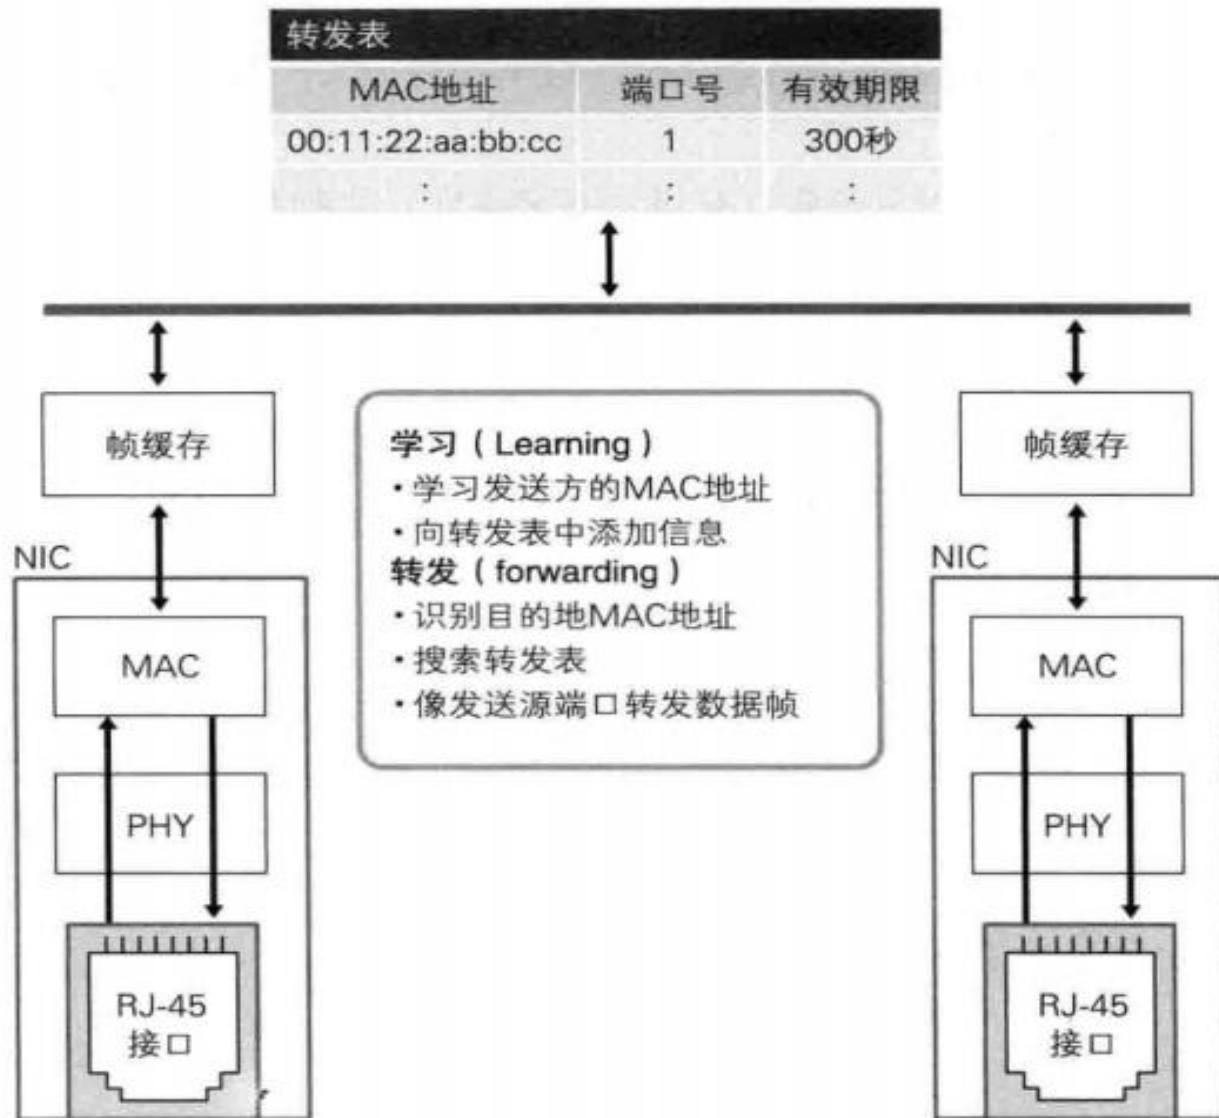 转发表
MAC地址 端口号 有效期限
00:11:22:aa:bb:cc 1 300秒
: : :
帧缓存
学习（Learning）
・学习发送方的MAC地址
・向转发表中添加信息
转发（forwarding）
・识别目的地MAC地址
・搜索转发表
・像发送源端口转发数据帧
帧缓存
NIC
MAC
PHY
RJ-45
接口
NIC
MAC
PHY
RJ-45
接口